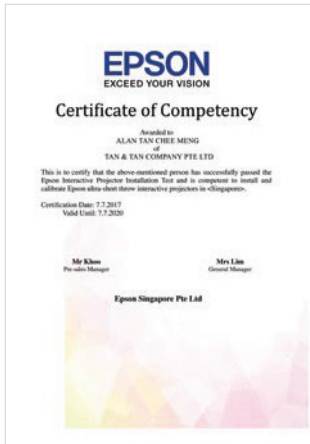 EPSON
EXCEED YOUR VISION
Certificate of Competency
Awarded to
ALAN TAN CHEE MENG
of
TAN & TAN COMPANY PTE LTD
This is to certify that the above-mentioned person has successfully passed the
Epson Interactive Projector Installation Test and is competent to install and
calibrate Epson ultra-short throw interactive projectors in <Singapore>.
Certification Date: 7.7.2017
Valid Until: 7.7.2020
Mr Khoo Mrs Lim
Pre-sales Manager General Manager
Epson Singapore Pte Ltd